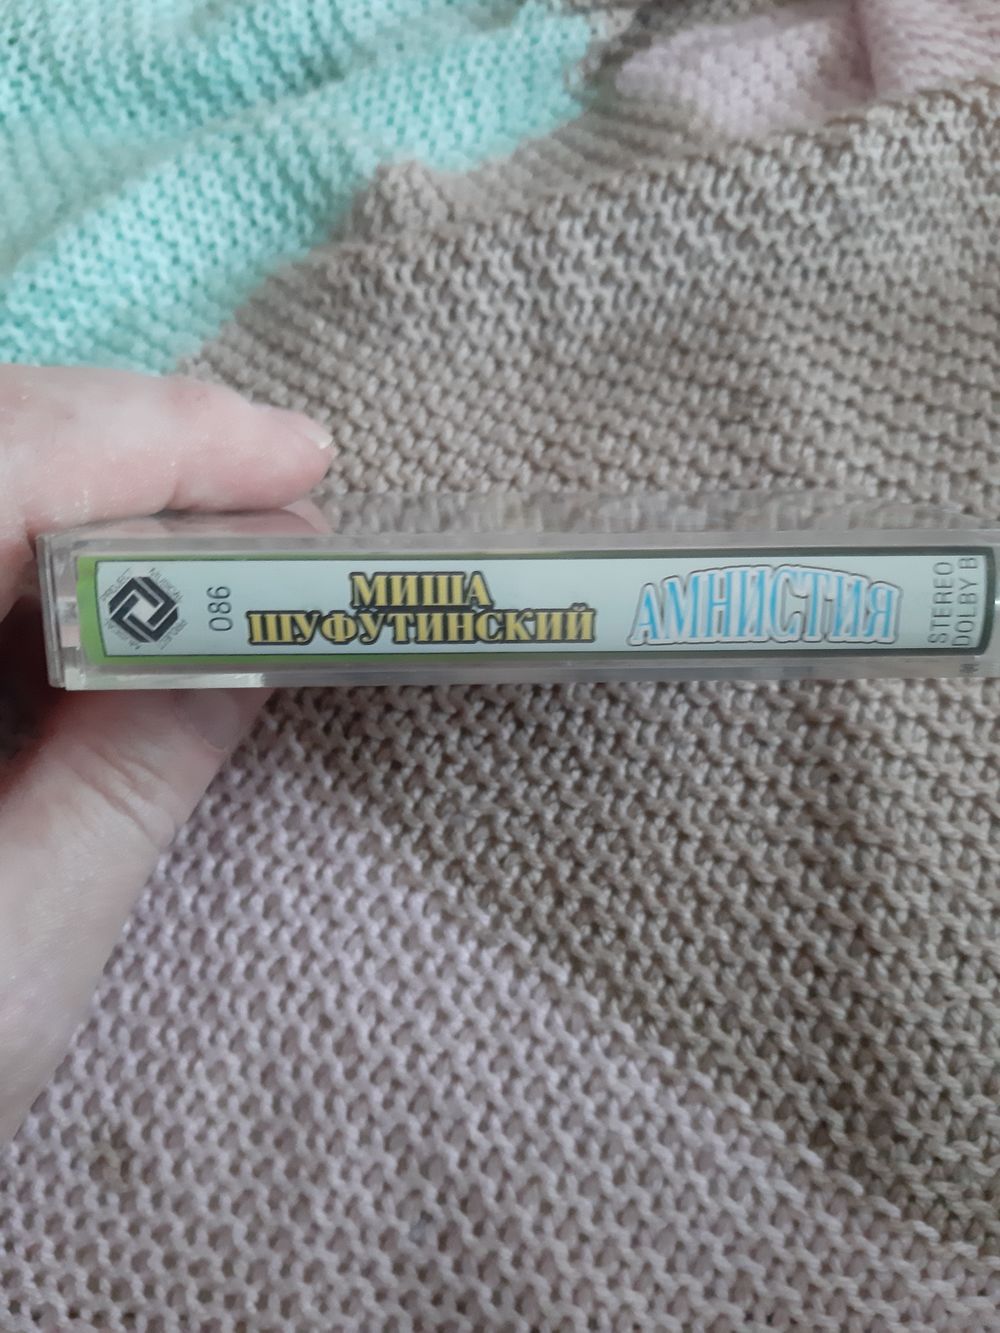 086
МИША
ШУФУТИНСКИЙ
АМНИСТИЯ
STEREO
DOLBY B